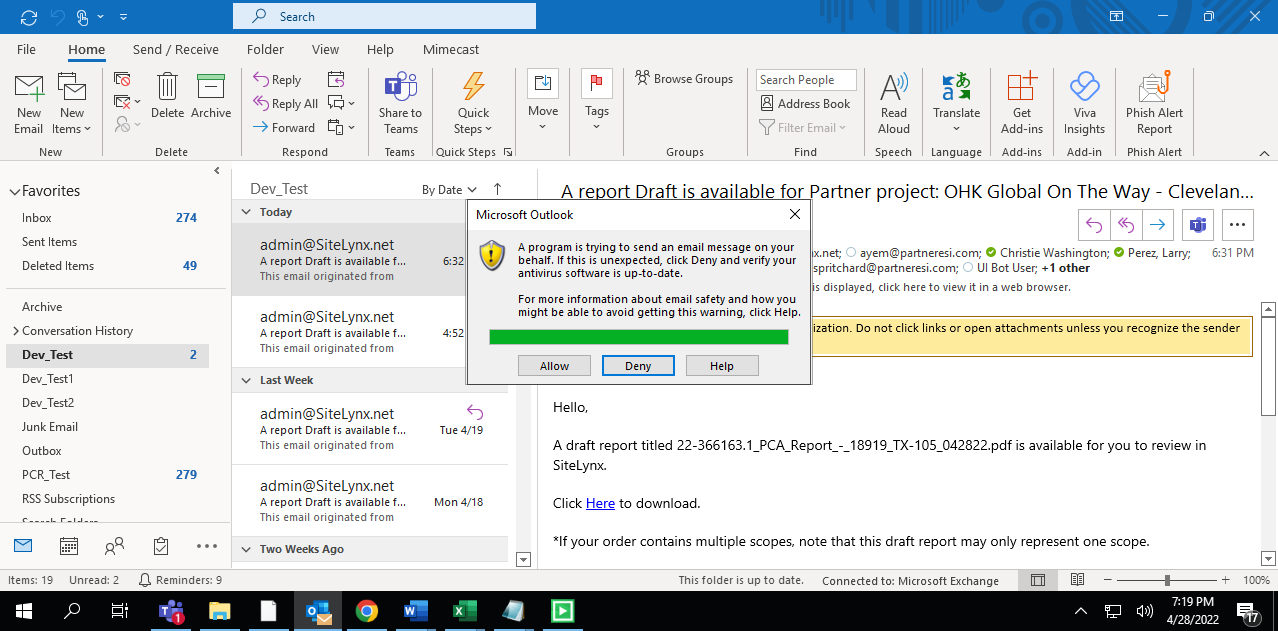 Search
File Home Send / Receive Folder View Help Mimecast
New Email
New Items
Delete
Archive
Reply
Reply All
Forward
Share to Teams
Quick Steps
Move
Tags
Browse Groups
Search People
Address Book
Filter Email
Read Aloud
Translate
Get Add-ins
Viva Insights
Phish Alert Report
New Delete Respond Teams Quick Steps Groups Find Speech Language Add-ins Add-in Phish Alert
Favorites
Inbox 274
Sent Items
Deleted Items 49
Archive
Conversation History
Dev_Test 2
Dev_Test1
Dev_Test2
Junk Email
Outbox
PCR_Test 279
RSS Subscriptions
Search Folders
Dev_Test By Date
Today
admin@SiteLynx.net
A report Draft is available f... 6:32
This email originated from
admin@SiteLynx.net
A report Draft is available f... 4:52
This email originated from
Last Week
admin@SiteLynx.net
A report Draft is available f... Tue 4/19
This email originated from
admin@SiteLynx.net
A report Draft is available f... Mon 4/18
This email originated from
Two Weeks Ago
A report Draft is available for Partner project: OHK Global On The Way - Clevelan...
x.net; ayem@partneresi.com; Christie Washington; Perez, Larry; 6:31 PM
spritchard@partneresi.com; UI Bot User; +1 other
is displayed, click here to view it in a web browser.
ization. Do not click links or open attachments unless you recognize the sender
Hello,
A draft report titled 22-366163.1_PCA_Report_-_18919_TX-105_042822.pdf is available for you to review in
SiteLynx.
Click Here to download.
*If your order contains multiple scopes, note that this draft report may only represent one scope.
Microsoft Outlook
A program is trying to send an email message on your
behalf. If this is unexpected, click Deny and verify your
antivirus software is up-to-date.
For more information about email safety and how you
might be able to avoid getting this warning, click Help.
Allow Deny Help
Items: 19 Unread: 2 Reminders: 9 This folder is up to date. Connected to: Microsoft Exchange 100%
1
7:19 PM
4/28/2022
17